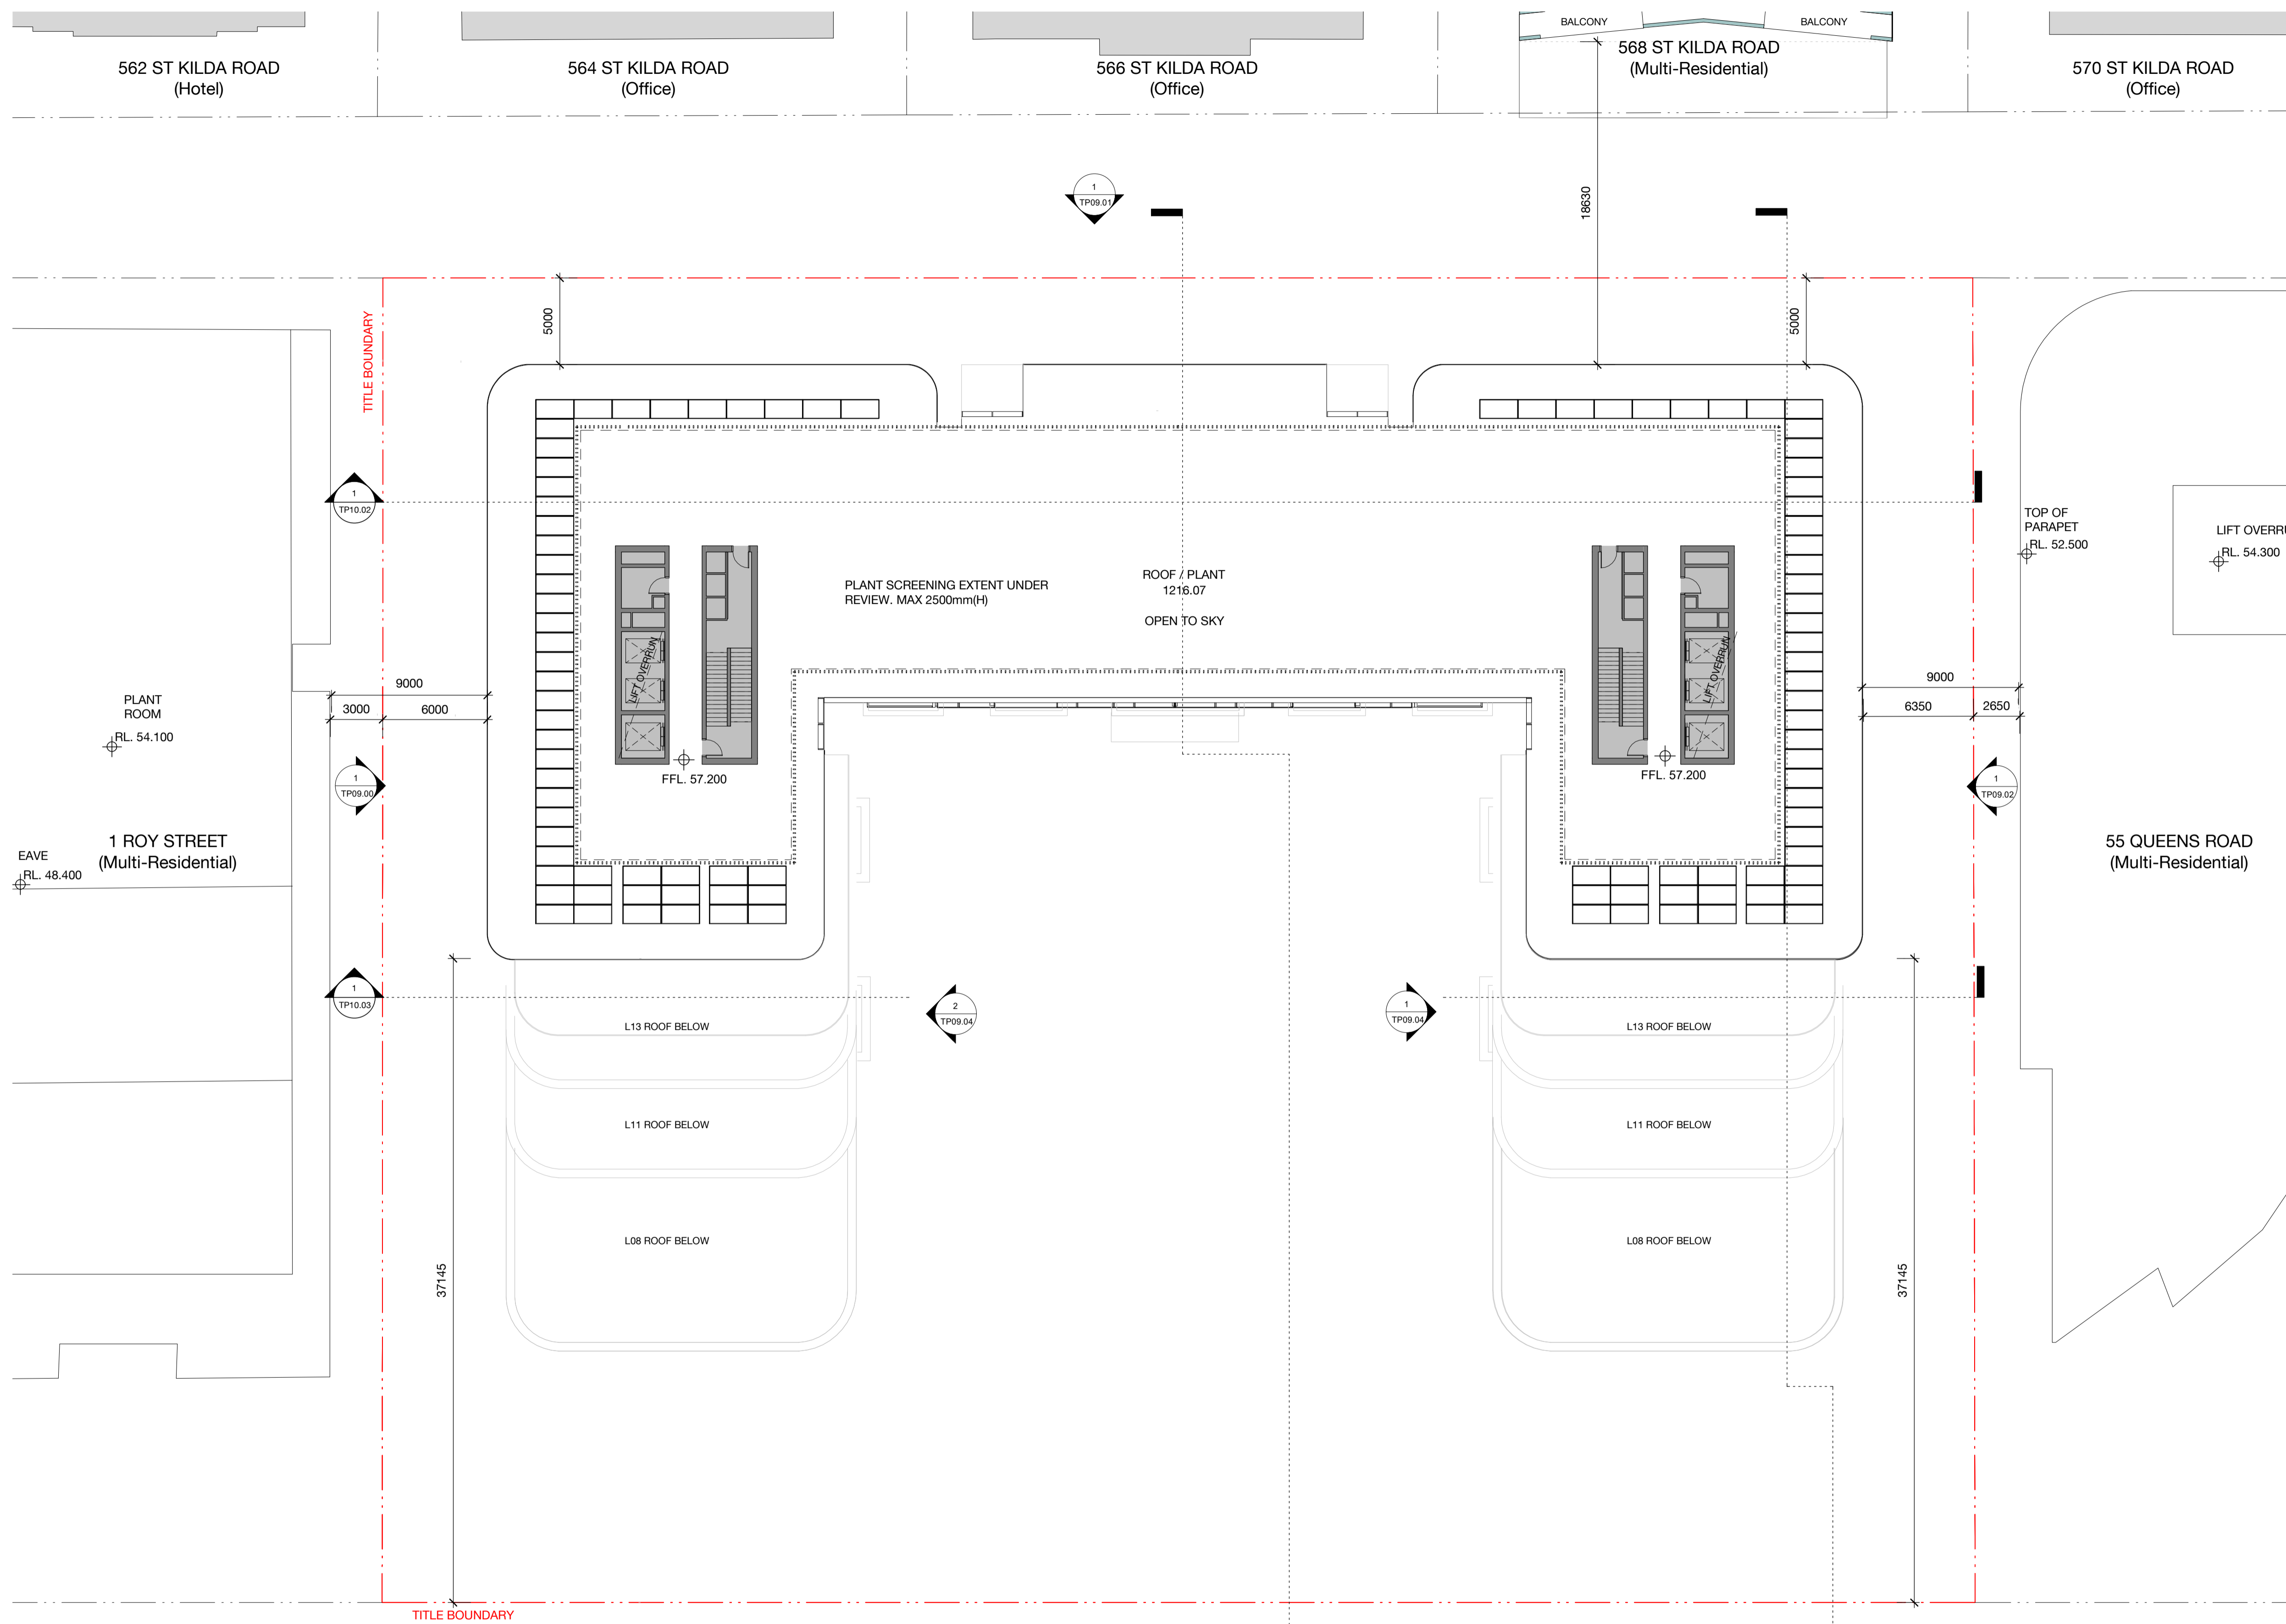 BALCONY
BALCONY
562 ST KILDA ROAD
(Hotel)
564 ST KILDA ROAD
(Office)
566 ST KILDA ROAD
(Office)
568 ST KILDA ROAD
(Multi-Residential)
570 ST KILDA ROAD
(Office)
1
TP09.01
18630
TITLE BOUNDARY
5000
5000
1
TP10.02
TOP OF
PARAPET
RL. 52.500
LIFT OVERRU
RL. 54.300
PLANT SCREENING EXTENT UNDER
REVIEW. MAX 2500mm(H)
ROOF / PLANT
1216.07
OPEN TO SKY
LIFT OVERRUN
LIFT OVERRUN
9000
3000
6000
9000
6350
2650
PLANT
ROOM
RL. 54.100
FFL. 57.200
FFL. 57.200
1
TP09.00
1
TP09.02
1 ROY STREET
(Multi-Residential)
EAVE
RL. 48.400
55 QUEENS ROAD
(Multi-Residential)
1
TP10.03
2
TP09.04
1
TP09.04
L13 ROOF BELOW
L13 ROOF BELOW
L11 ROOF BELOW
L11 ROOF BELOW
L08 ROOF BELOW
L08 ROOF BELOW
37145
37145
TITLE BOUNDARY